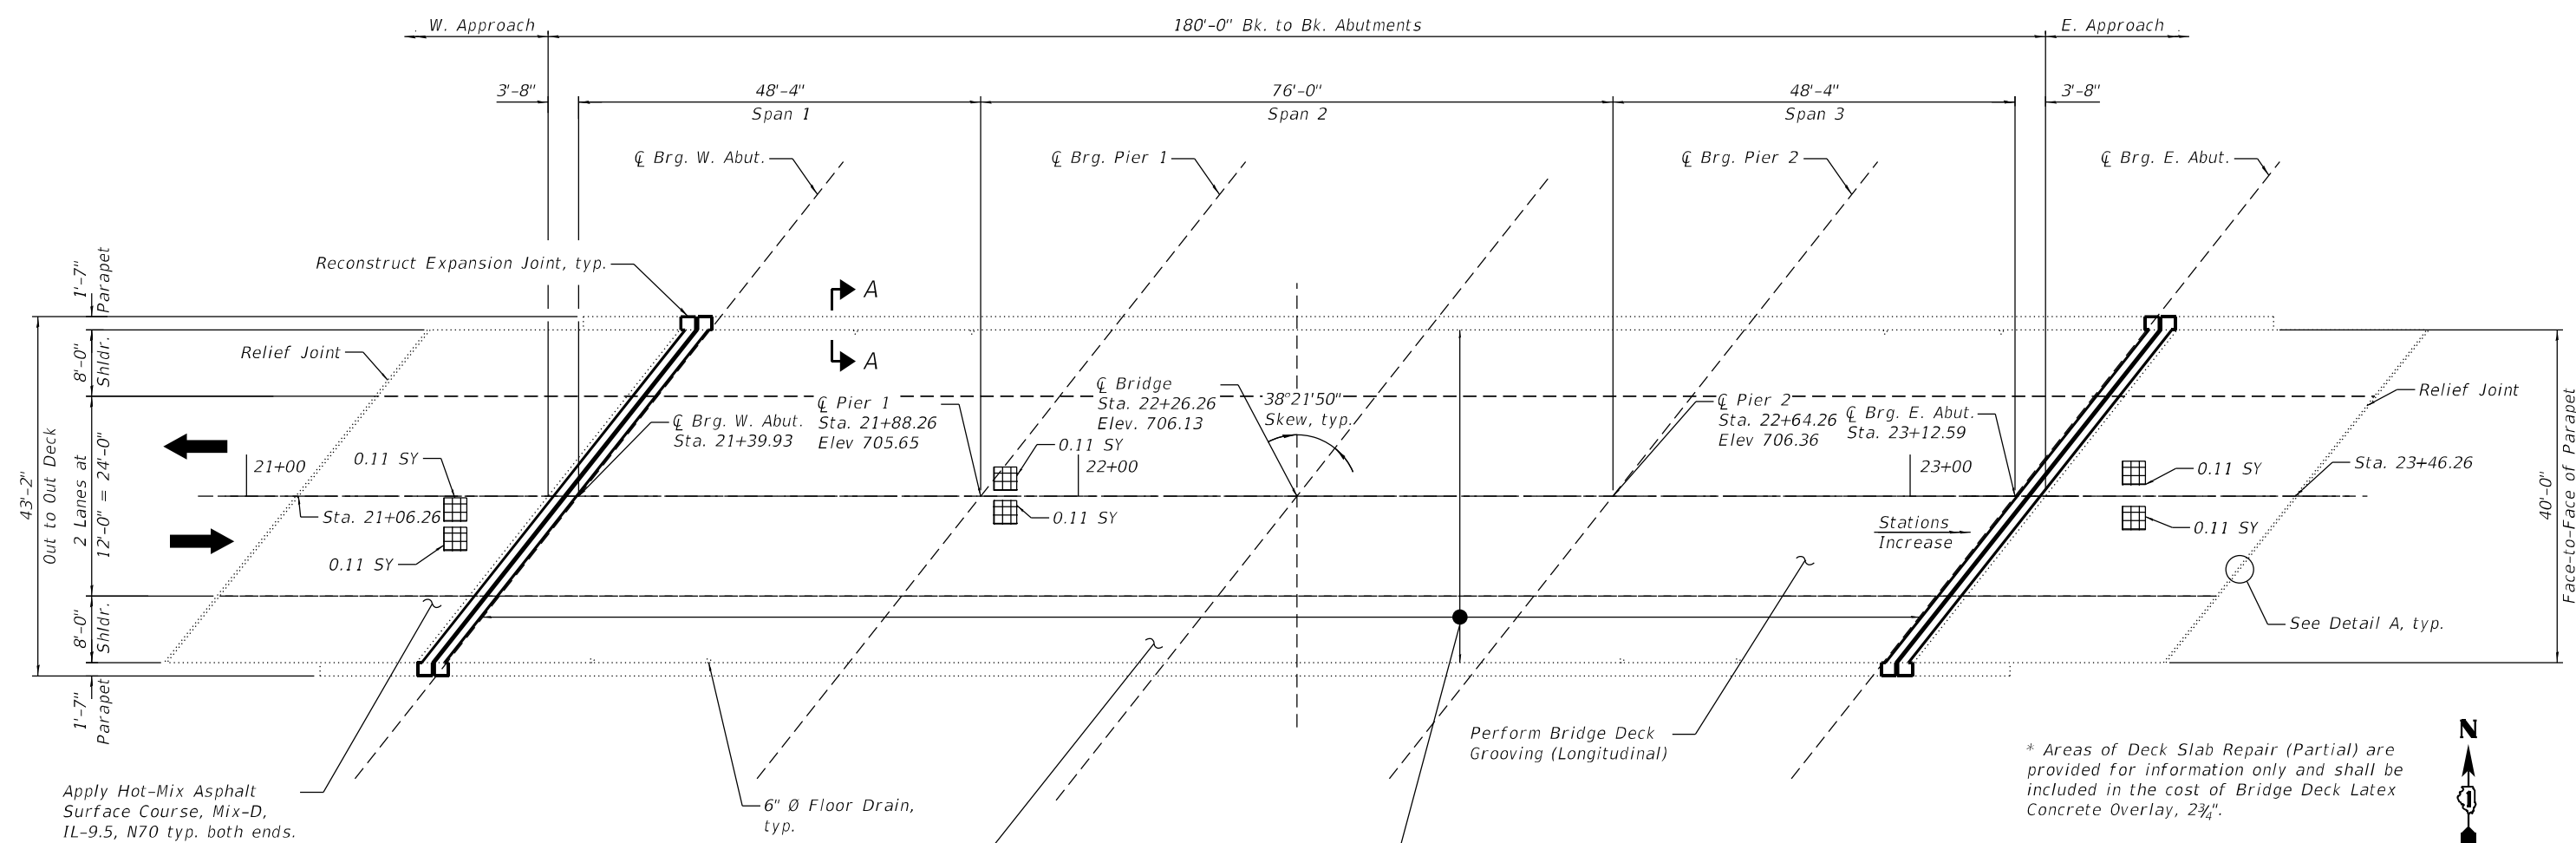 W. Approach
180'-0" Bk. to Bk. Abutments
E. Approach
3'-8"
48'-4"
Span 1
76'-0"
Span 2
48'-4"
Span 3
3'-8"
℄ Brg. W. Abut.
℄ Brg. Pier 1
℄ Brg. Pier 2
℄ Brg. E. Abut.
Reconstruct Expansion Joint, typ.
A
A
1'-7"
Parapet
8'-0"
Shldr.
43'-2"
Out to Out Deck
2 Lanes at
12'-0" = 24'-0"
8'-0"
Shldr.
1'-7"
Parapet
Relief Joint
℄ Brg. W. Abut.
Sta. 21+39.93
℄ Pier 1
Sta. 21+88.26
Elev 705.65
℄ Bridge
Sta. 22+26.26
Elev. 706.13
38°21'50"
Skew, typ.
℄ Pier 2
Sta. 22+64.26
Elev 706.36
℄ Brg. E. Abut.
Sta. 23+12.59
Relief Joint
21+00
0.11 SY
Sta. 21+06.26
0.11 SY
0.11 SY
22+00
0.11 SY
23+00
0.11 SY
0.11 SY
Sta. 23+46.26
Stations
Increase
40'-0"
Face-to-Face of Parapet
See Detail A, typ.
Perform Bridge Deck
Grooving (Longitudinal)
Apply Hot-Mix Asphalt
Surface Course, Mix-D,
IL-9.5, N70 typ. both ends.
6" Ø Floor Drain,
typ.
* Areas of Deck Slab Repair (Partial) are
provided for information only and shall be
included in the cost of Bridge Deck Latex
Concrete Overlay, 2¾".
N
1